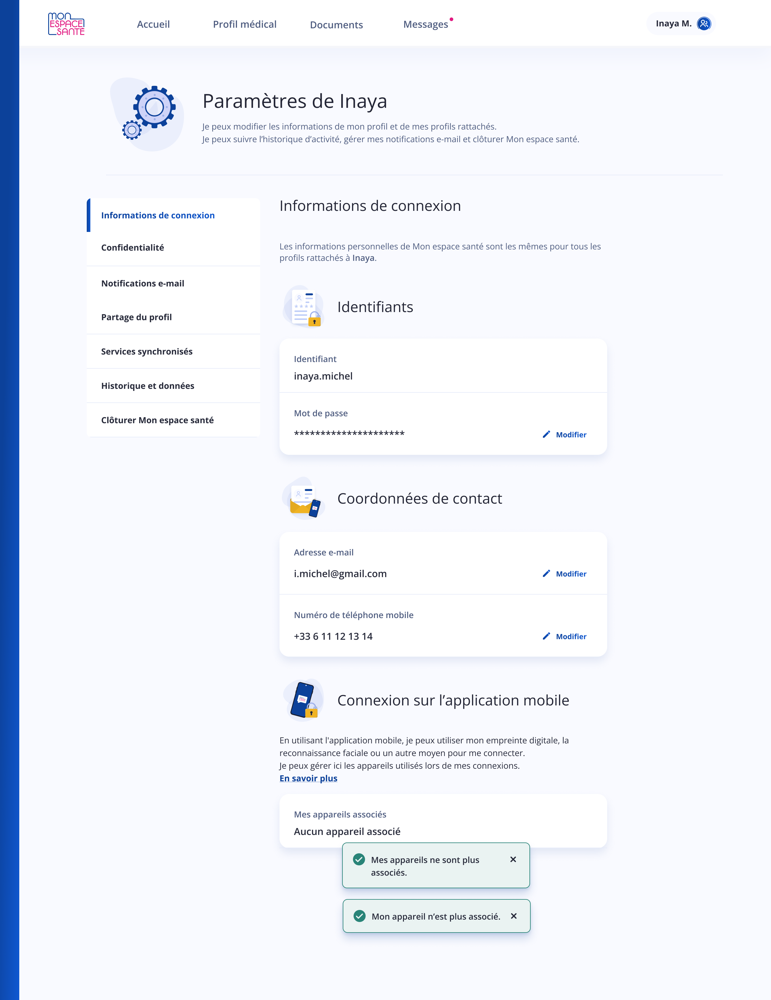 mon
ESPACE
SANTÉ
Accueil
Profil médical
Documents
Messages
Inaya M.
Paramètres de Inaya
Je peux modifier les informations de mon profil et de mes profils rattachés.
Je peux suivre l’historique d’activité, gérer mes notifications e-mail et clôturer Mon espace santé.
Informations de connexion
Confidentialité
Notifications e-mail
Partage du profil
Services synchronisés
Historique et données
Clôturer Mon espace santé
Informations de connexion
Les informations personnelles de Mon espace santé sont les mêmes pour tous les
profils rattachés à Inaya.
Identifiants
Identifiant
inaya.michel
Mot de passe
*********************
Modifier
Coordonnées de contact
Adresse e-mail
i.michel@gmail.com
Modifier
Numéro de téléphone mobile
+33 6 11 12 13 14
Modifier
Connexion sur l’application mobile
En utilisant l'application mobile, je peux utiliser mon empreinte digitale, la
reconnaissance faciale ou un autre moyen pour me connecter.
Je peux gérer ici les appareils utilisés lors de mes connexions.
En savoir plus
Mes appareils associés
Aucun appareil associé
Mes appareils ne sont plus
associés.
Mon appareil n’est plus associé.